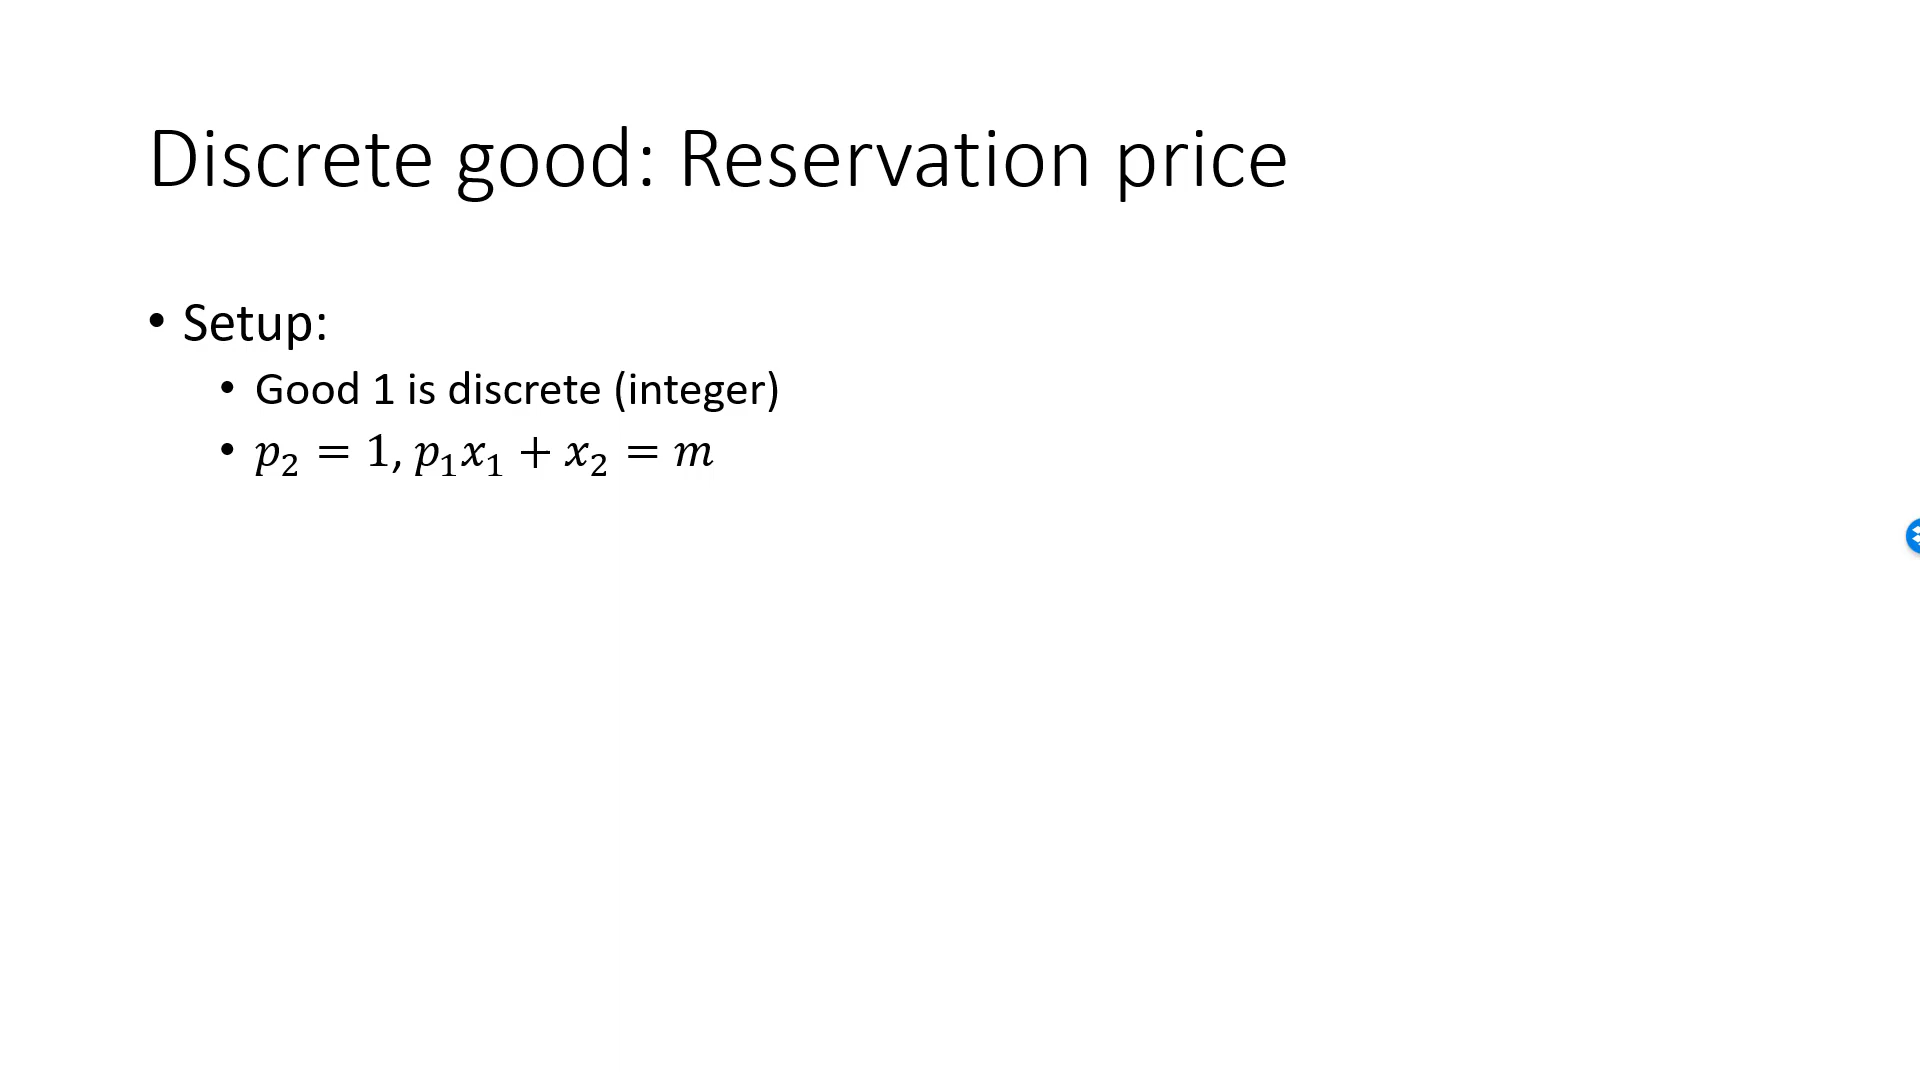 Discrete good: Reservation price
• Setup:
• Good 1 is discrete (integer)
• 𝑝₂ = 1, 𝑝₁𝑥₁ + 𝑥₂ = 𝑚